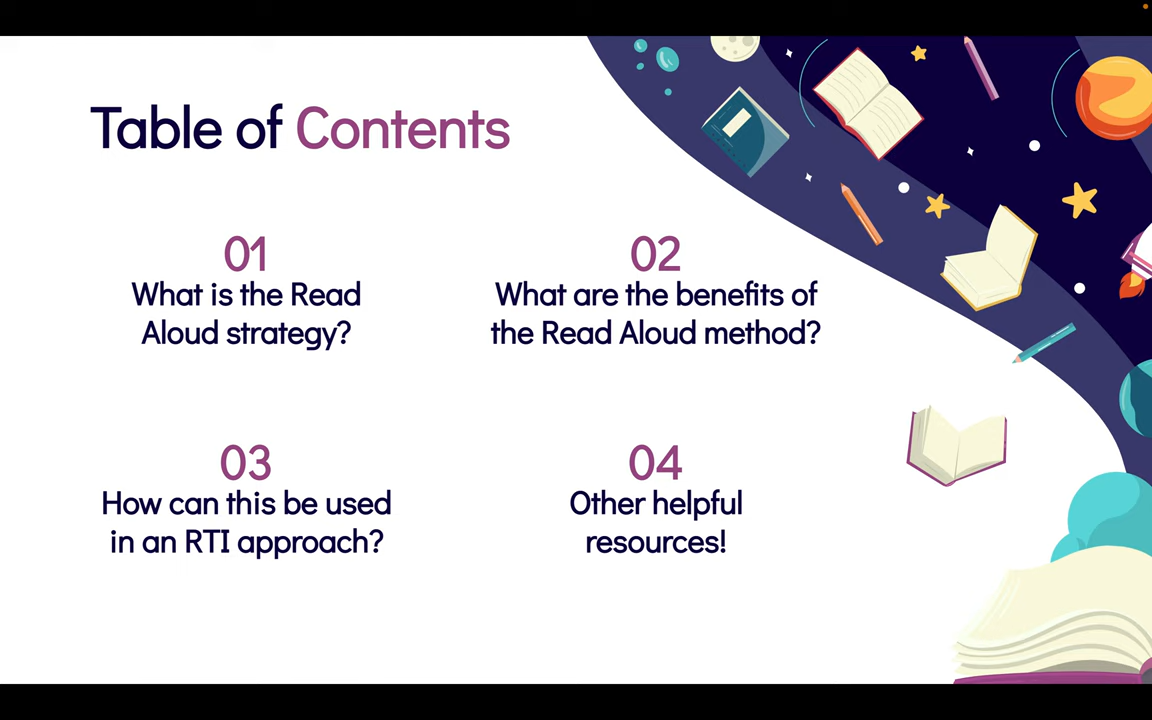 Table of Contents
01
What is the Read
Aloud strategy?
02
What are the benefits of
the Read Aloud method?
03
How can this be used
in an RTI approach?
04
Other helpful
resources!